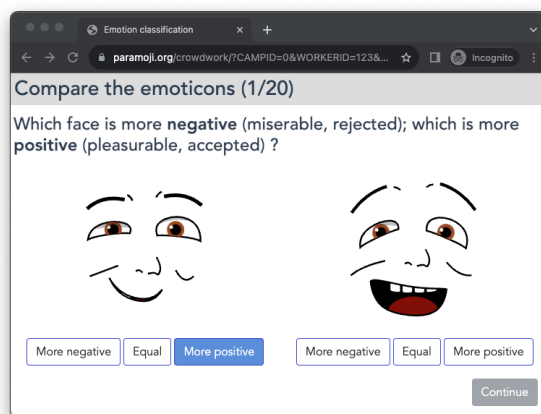 Emotion classification
paramoji.org/crowdwork/?CAMPID=0&WORKERID=123&...
Incognito
Compare the emoticons (1/20)
Which face is more negative (miserable, rejected); which is more
positive (pleasurable, accepted) ?
More negative Equal More positive More negative Equal More positive
Continue